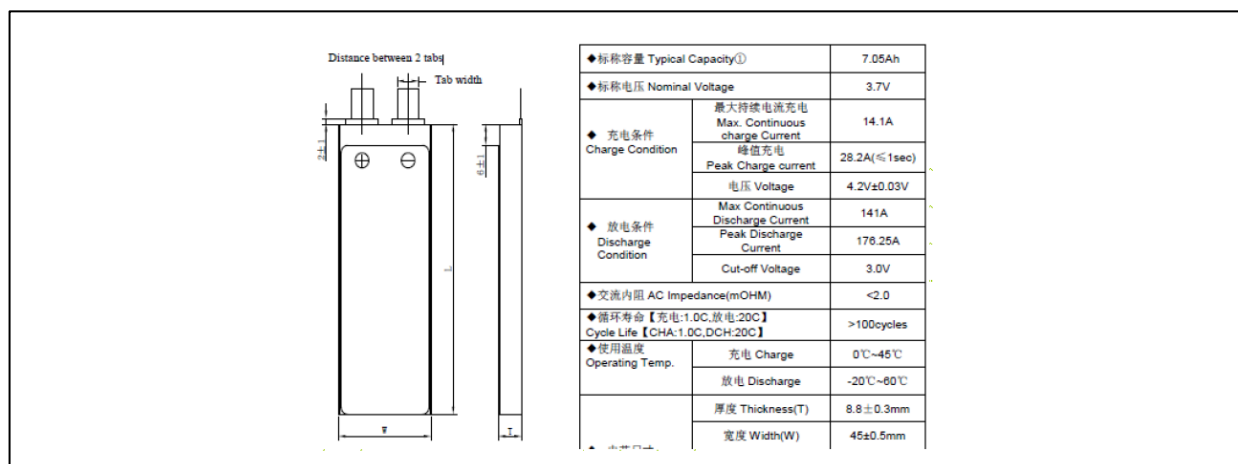 Distance between 2 tabs
Tab width
2±1
6±1
L
W
T
◆标称容量 Typical Capacity①
7.05Ah
◆标称电压 Nominal Voltage
3.7V
◆ 充电条件
Charge Condition
最大持续电流充电
Max. Continuous
charge Current
14.1A
峰值充电
Peak Charge current
28.2A(≤1sec)
电压 Voltage
4.2V±0.03V
◆ 放电条件
Discharge
Condition
Max Continuous
Discharge Current
141A
Peak Discharge
Current
176.25A
Cut-off Voltage
3.0V
◆交流内阻 AC Impedance(mOHM)
<2.0
◆循环寿命【充电:1.0C,放电:20C】
Cycle Life【CHA:1.0C,DCH:20C】
>100cycles
◆使用温度
Operating Temp.
充电 Charge
0℃~45℃
放电 Discharge
-20℃~60℃
厚度 Thickness(T)
8.8±0.3mm
宽度 Width(W)
45±0.5mm